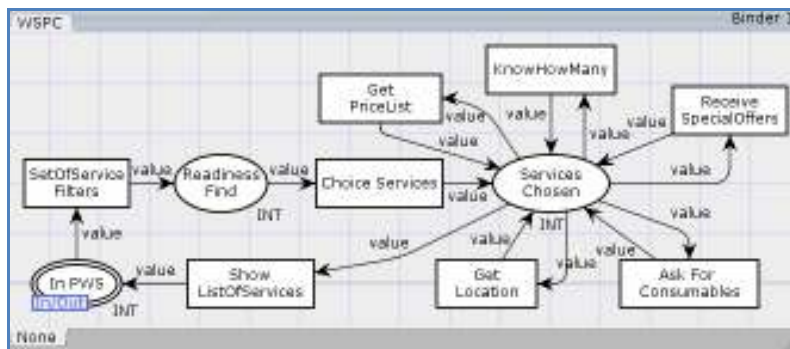 WSPC
Binder
KnowHowMany
Get
PriceList
Receive
SpecialOffers
value
value
value
value
value
value
SetOfService
Filters
value
Readiness
Find
value
Choice Services
value
Services
Chosen
value
INT
INT
value
value
value
value
value
value
value
In PWS
In/Out
INT
value
Show
ListOfServices
Get
Location
Ask For
Consumables
None